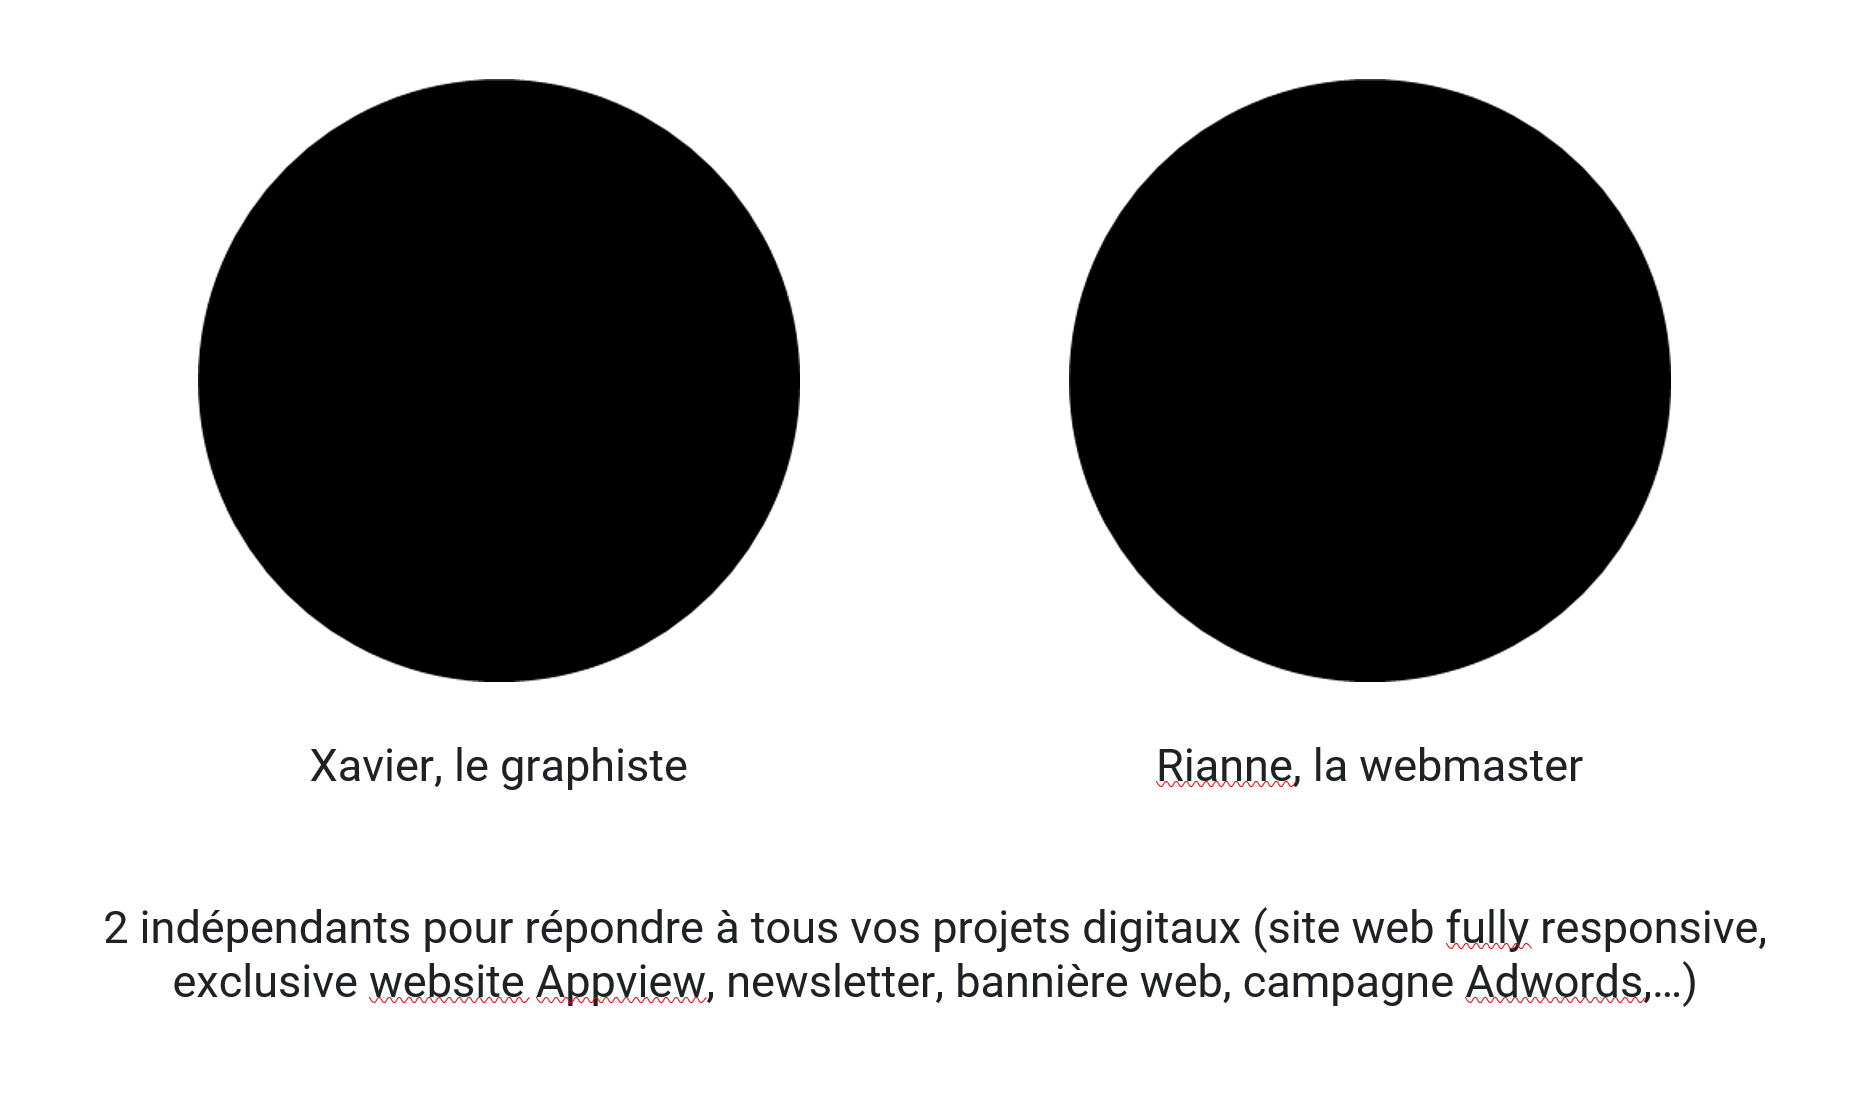 Xavier, le graphiste
Rianne, la webmaster
2 indépendants pour répondre à tous vos projets digitaux (site web fully responsive,
exclusive website Appview, newsletter, bannière web, campagne Adwords,...)